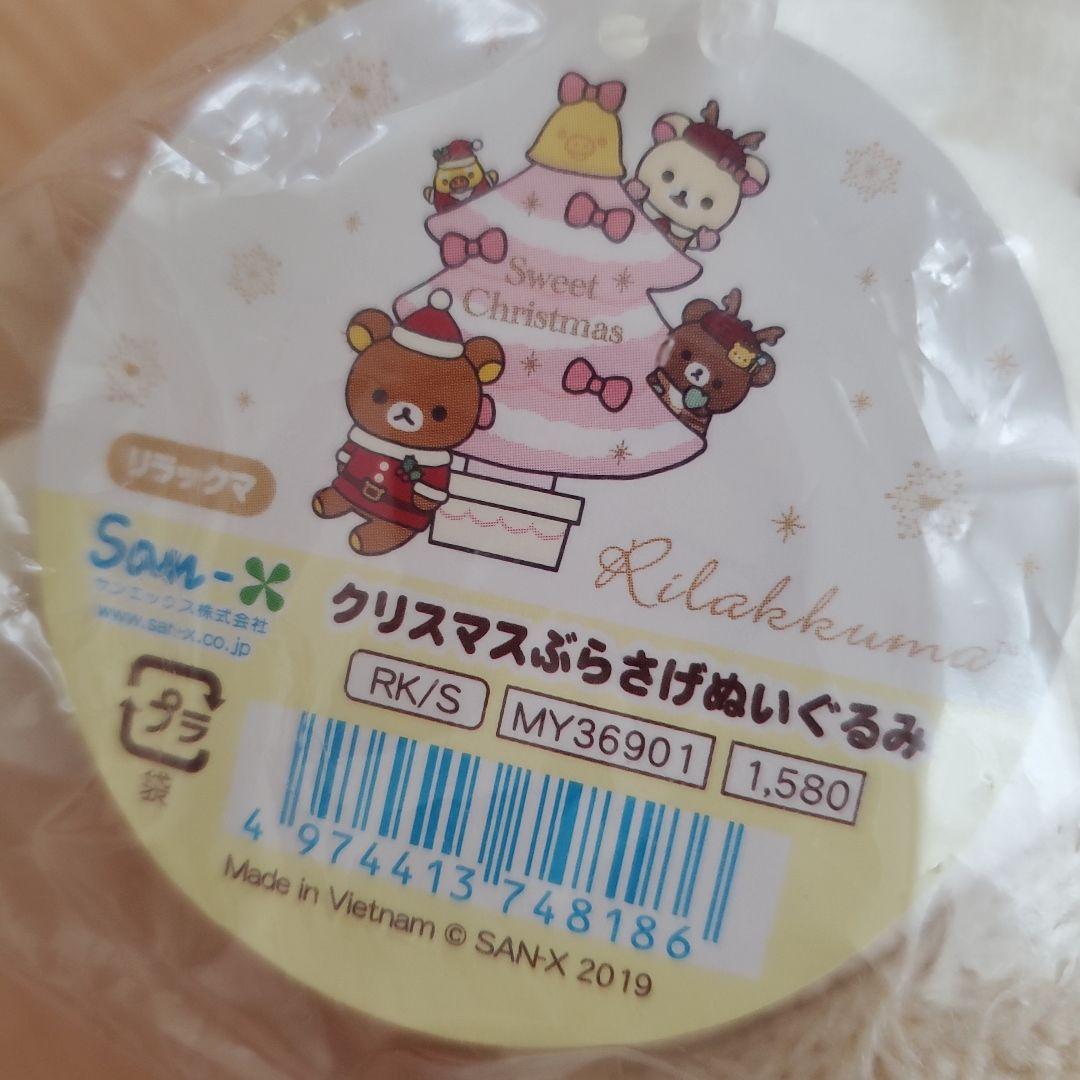 Sweet
Christmas
リラックマ
Rilakkuma
San-X
サンエックス株式会社
www.san-x.co.jp
クリスマスぶらさげぬいぐるみ
RK/S MY36901 1,580
プラ
袋
4 974413 748186
Made in Vietnam © SAN-X 2019